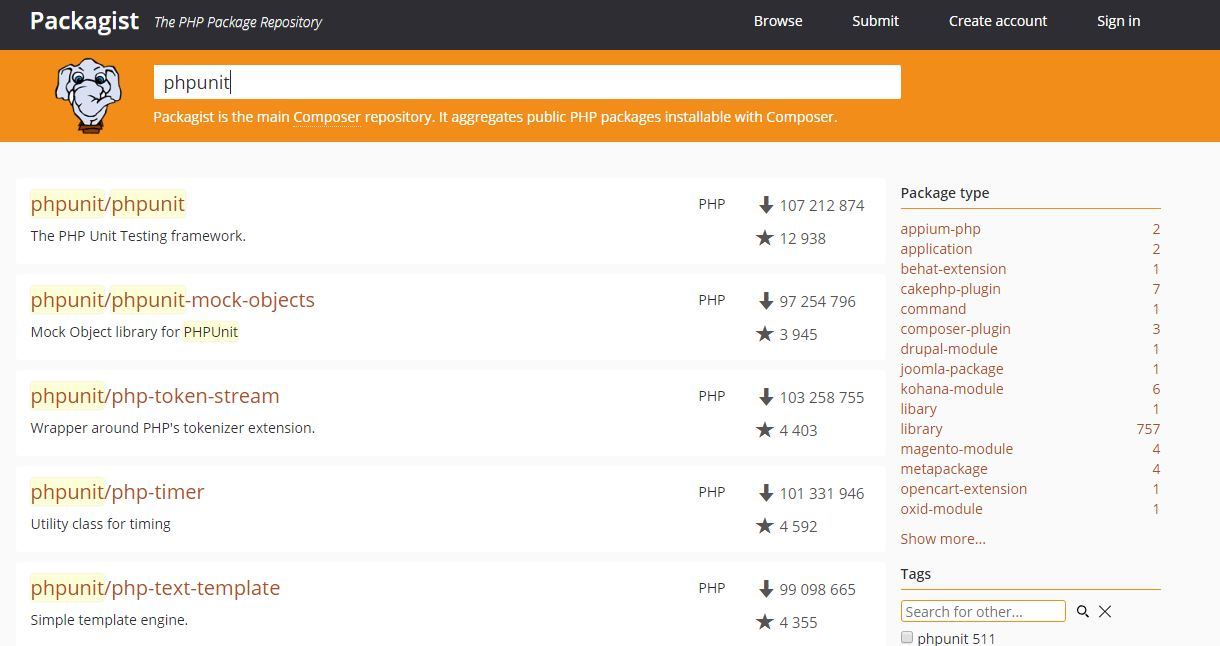 Packagist The PHP Package Repository Browse Submit Create account Sign in
phpunit
Packagist is the main Composer repository. It aggregates public PHP packages installable with Composer.
phpunit/phpunit PHP 107 212 874
The PHP Unit Testing framework. 12 938
phpunit/phpunit-mock-objects PHP 97 254 796
Mock Object library for PHPUnit 3 945
phpunit/php-token-stream PHP 103 258 755
Wrapper around PHP's tokenizer extension. 4 403
phpunit/php-timer PHP 101 331 946
Utility class for timing 4 592
phpunit/php-text-template PHP 99 098 665
Simple template engine. 4 355
Package type
appium-php 2
application 2
behat-extension 1
cakephp-plugin 7
command 1
composer-plugin 3
drupal-module 1
joomla-package 1
kohana-module 6
libary 1
library 757
magento-module 4
metapackage 4
opencart-extension 1
oxid-module 1
Show more...
Tags
Search for other...
phpunit 511